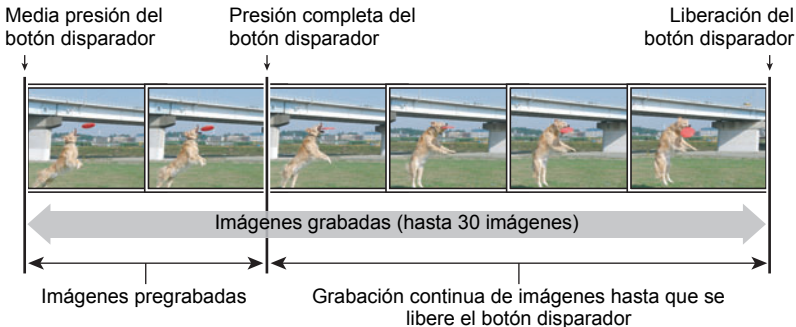 Media presión del
botón disparador
Presión completa del
botón disparador
Liberación del
botón disparador
Imágenes grabadas (hasta 30 imágenes)
Imágenes pregrabadas
Grabación continua de imágenes hasta que se
libere el botón disparador